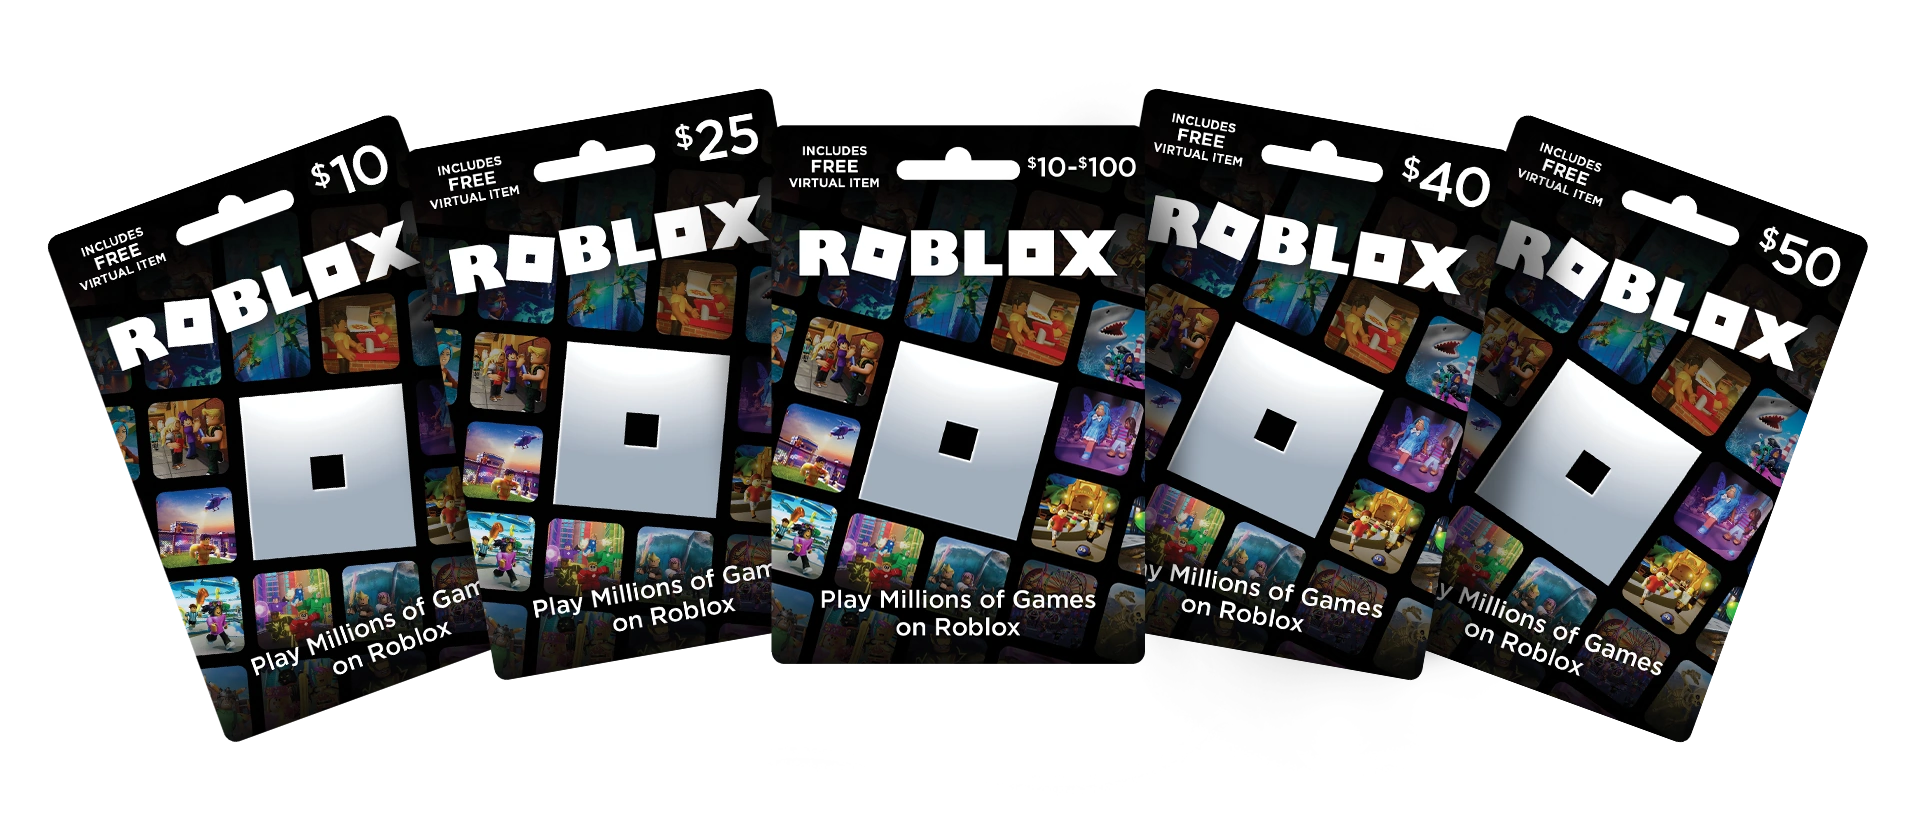 $10
INCLUDES
FREE
VIRTUAL ITEM
ROBLOX
Play Millions of Gam
on Roblox
$25
INCLUDES
FREE
VIRTUAL ITEM
ROBLOX
Play Millions of Gam
on Roblox
INCLUDES
FREE
VIRTUAL ITEM
$10-$100
ROBLOX
Play Millions of Games
on Roblox
INCLUDES
FREE
VIRTUAL ITEM
$40
ROBLOX
y Millions of Games
on Roblox
INCLUDES
FREE
VIRTUAL ITEM
$50
ROBLOX
y Millions of Games
on Roblox